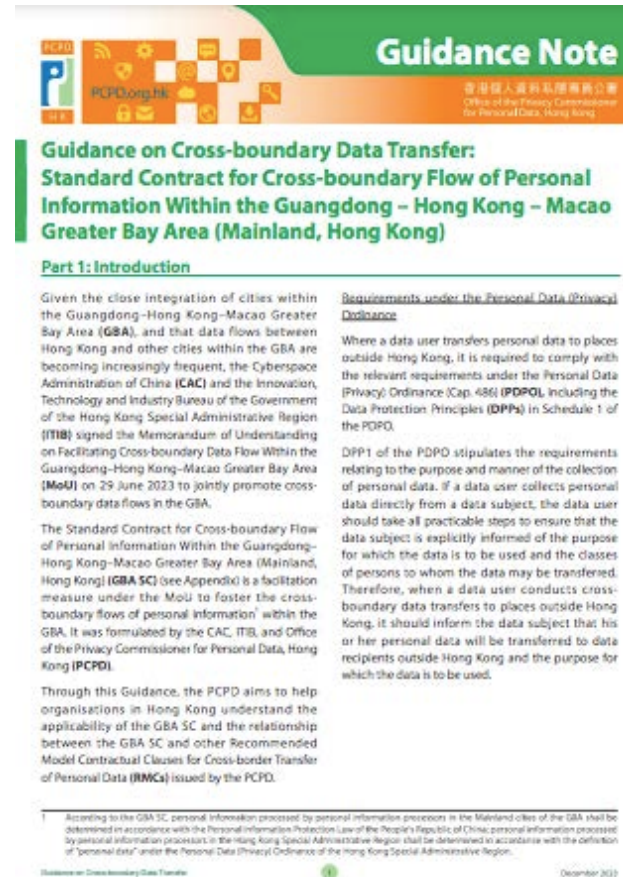 PCPD
PCPD.org.hk
H K
Guidance Note
香港個人資料私隱專員公署
Office of the Privacy Commissioner
for Personal Data, Hong Kong
Guidance on Cross-boundary Data Transfer:
Standard Contract for Cross-boundary Flow of Personal
Information Within the Guangdong – Hong Kong – Macao
Greater Bay Area (Mainland, Hong Kong)
Part 1: Introduction
Given the close integration of cities within
the Guangdong–Hong Kong–Macao Greater
Bay Area (GBA), and that data flows between
Hong Kong and other cities within the GBA are
becoming increasingly frequent, the Cyberspace
Administration of China (CAC) and the Innovation,
Technology and Industry Bureau of the Government
of the Hong Kong Special Administrative Region
(ITIB) signed the Memorandum of Understanding
on Facilitating Cross-boundary Data Flow Within the
Guangdong–Hong Kong–Macao Greater Bay Area
(MoU) on 29 June 2023 to jointly promote cross-
boundary data flows in the GBA.
The Standard Contract for Cross-boundary Flow
of Personal Information Within the Guangdong–
Hong Kong–Macao Greater Bay Area (Mainland,
Hong Kong) (GBA SC) (see Appendix) is a facilitation
measure under the MoU to foster the cross-
boundary flows of personal information¹ within the
GBA. It was formulated by the CAC, ITIB, and Office
of the Privacy Commissioner for Personal Data, Hong
Kong (PCPD).
Through this Guidance, the PCPD aims to help
organisations in Hong Kong understand the
applicability of the GBA SC and the relationship
between the GBA SC and other Recommended
Model Contractual Clauses for Cross-border Transfer
of Personal Data (RMCs) issued by the PCPD.
Requirements under the Personal Data (Privacy)
Ordinance
Where a data user transfers personal data to places
outside Hong Kong, it is required to comply with
the relevant requirements under the Personal Data
(Privacy) Ordinance (Cap. 486) (PDPO), including the
Data Protection Principles (DPPs) in Schedule 1 of
the PDPO.
DPP1 of the PDPO stipulates the requirements
relating to the purpose and manner of the collection
of personal data. If a data user collects personal
data directly from a data subject, the data user
should take all practicable steps to ensure that the
data subject is explicitly informed of the purpose
for which the data is to be used and the classes
of persons to whom the data may be transferred.
Therefore, when a data user conducts cross-
boundary data transfers to places outside Hong
Kong, it should inform the data subject that his
or her personal data will be transferred to data
recipients outside Hong Kong and the purpose for
which the data is to be used.
1 According to the GBA SC, personal information processed by personal information processors in the Mainland cities of the GBA shall be
determined in accordance with the Personal Information Protection Law of the People's Republic of China; personal information processed
by personal information processors in the Hong Kong Special Administrative Region shall be determined in accordance with the definition
of "personal data" under the Personal Data (Privacy) Ordinance of the Hong Kong Special Administrative Region.
Guidance on Cross-boundary Data Transfer
1
December 2023